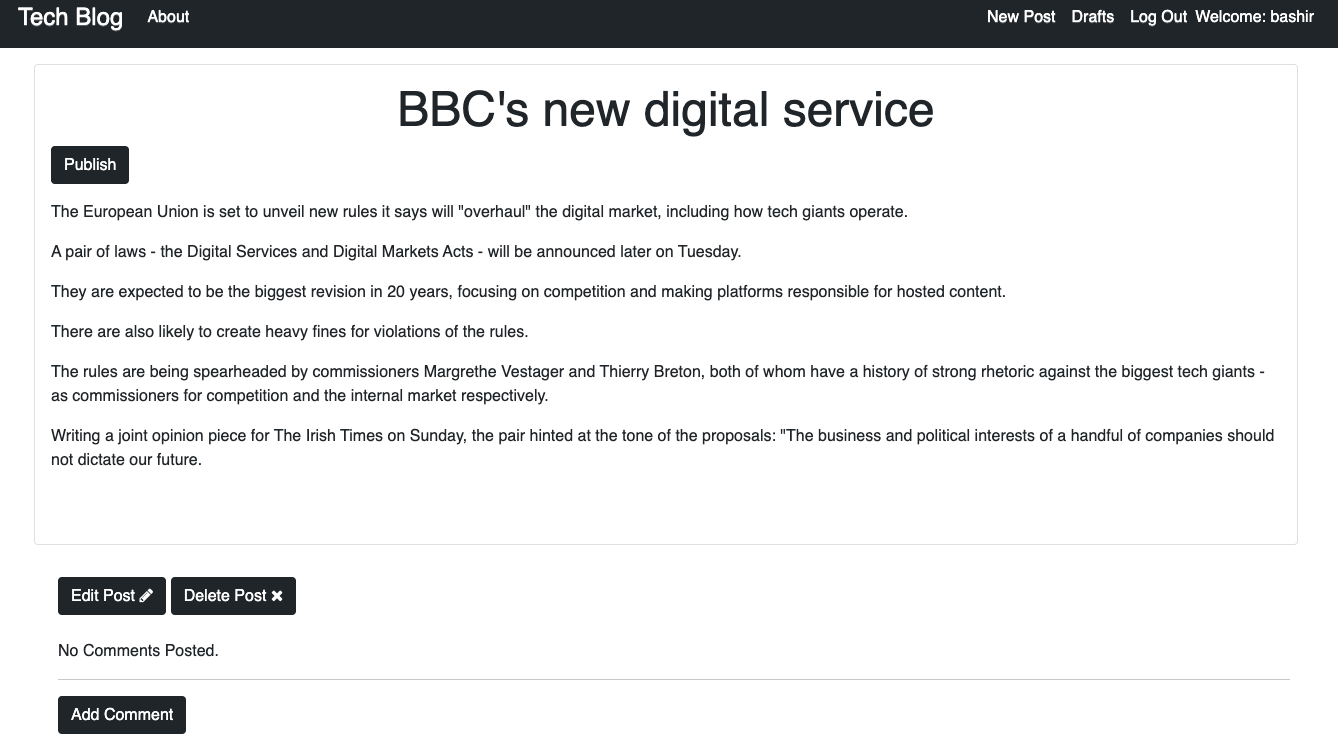 Tech Blog About New Post Drafts Log Out Welcome: bashir
BBC's new digital service
Publish
The European Union is set to unveil new rules it says will "overhaul" the digital market, including how tech giants operate.
A pair of laws - the Digital Services and Digital Markets Acts - will be announced later on Tuesday.
They are expected to be the biggest revision in 20 years, focusing on competition and making platforms responsible for hosted content.
There are also likely to create heavy fines for violations of the rules.
The rules are being spearheaded by commissioners Margrethe Vestager and Thierry Breton, both of whom have a history of strong rhetoric against the biggest tech giants -
as commissioners for competition and the internal market respectively.
Writing a joint opinion piece for The Irish Times on Sunday, the pair hinted at the tone of the proposals: "The business and political interests of a handful of companies should
not dictate our future.
Edit Post Delete Post
No Comments Posted.
Add Comment